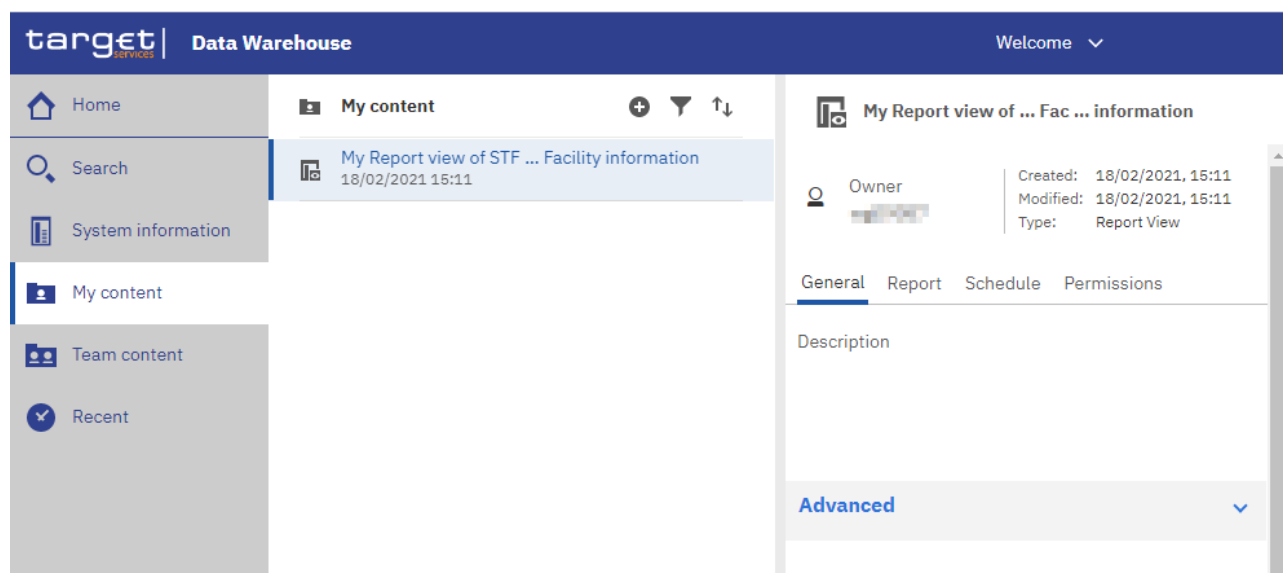 target services | Data Warehouse
Welcome
Home
Search
System information
My content
Team content
Recent
My content
My Report view of STF ... Facility information
18/02/2021 15:11
My Report view of ... Fac ... information
Owner
Created: 18/02/2021, 15:11
Modified: 18/02/2021, 15:11
Type: Report View
General Report Schedule Permissions
Description
Advanced